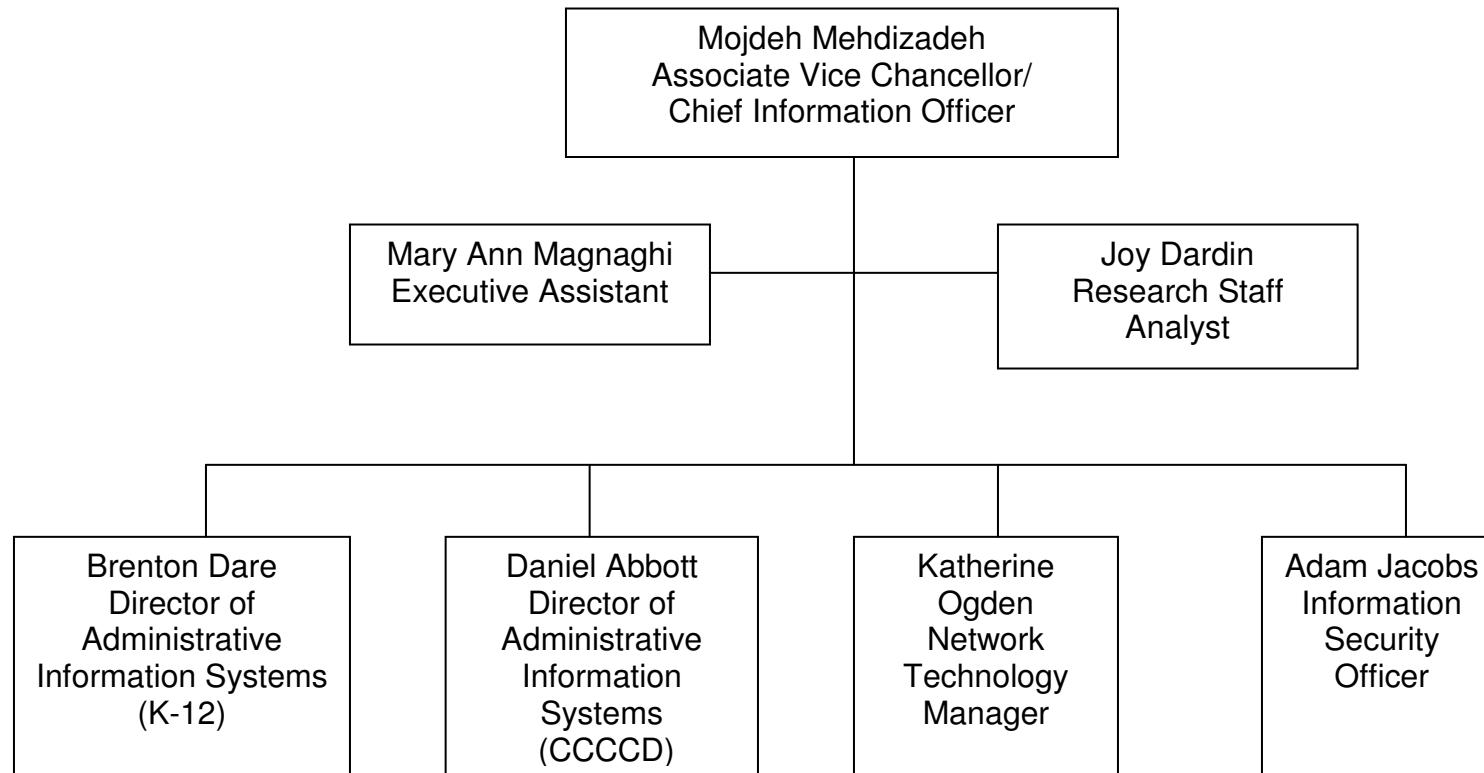 Mojdeh Mehdizadeh
Associate Vice Chancellor/
Chief Information Officer
Mary Ann Magnaghi
Executive Assistant
Joy Dardin
Research Staff
Analyst
Brenton Dare
Director of
Administrative
Information Systems
(K-12)
Daniel Abbott
Director of
Administrative
Information
Systems
(CCCCD)
Katherine
Ogden
Network
Technology
Manager
Adam Jacobs
Information
Security
Officer